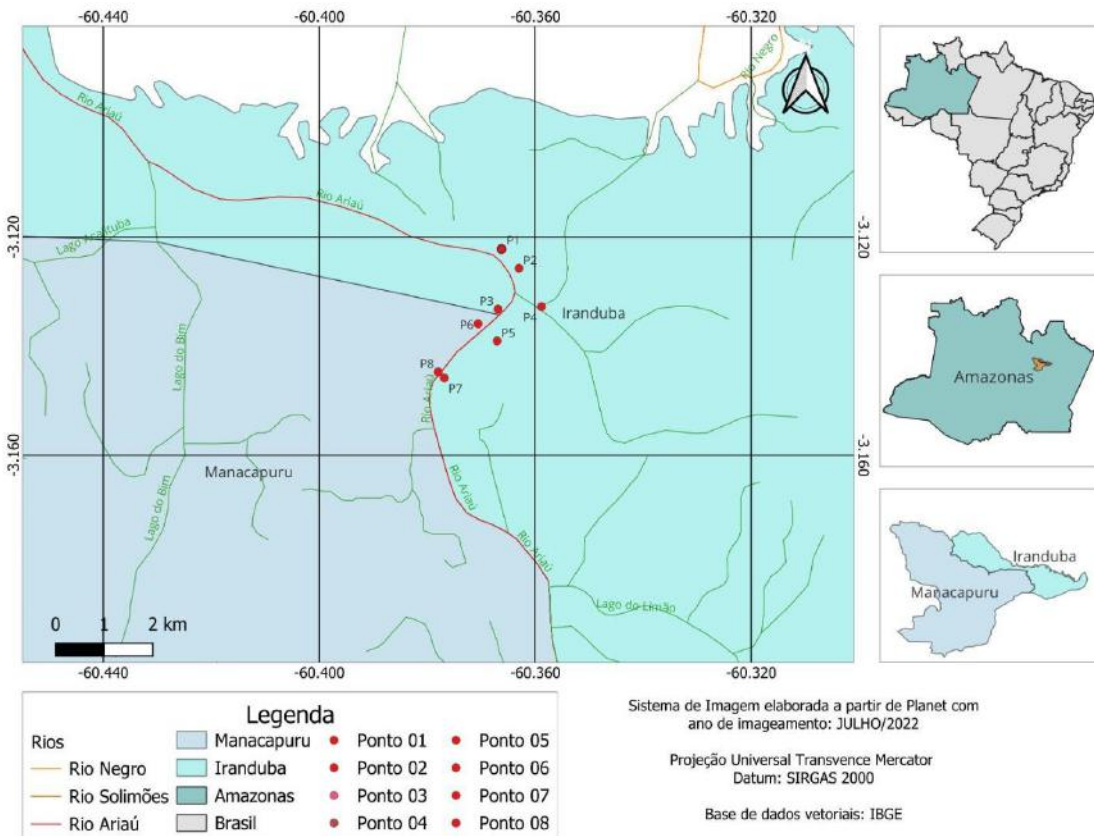 -60.440
-60.400
-60.360
-60.320
Rio Negro
Rio Ariaú
Rio Ariaú
-3.120
-3.120
Lago Acajituba
P1
P2
P3
P4
Iranduba
P6
P5
Lago do Bim
P8
P7
Rio Ariaú
Amazonas
-3.160
-3.160
Manacapuru
Rio Ariaú
Lago do Bim
Rio Ariaú
Iranduba
Manacapuru
Lago do Limão
0 1 2 km
-60.440
-60.400
-60.360
-60.320
Legenda
Rios
Rio Negro
Rio Solimões
Rio Ariaú
Manacapuru
Iranduba
Amazonas
Brasil
Ponto 01
Ponto 02
Ponto 03
Ponto 04
Ponto 05
Ponto 06
Ponto 07
Ponto 08
Sistema de Imagem elaborada a partir de Planet com
ano de imageamento: JULHO/2022
Projeção Universal Transvence Mercator
Datum: SIRGAS 2000
Base de dados vetoriais: IBGE